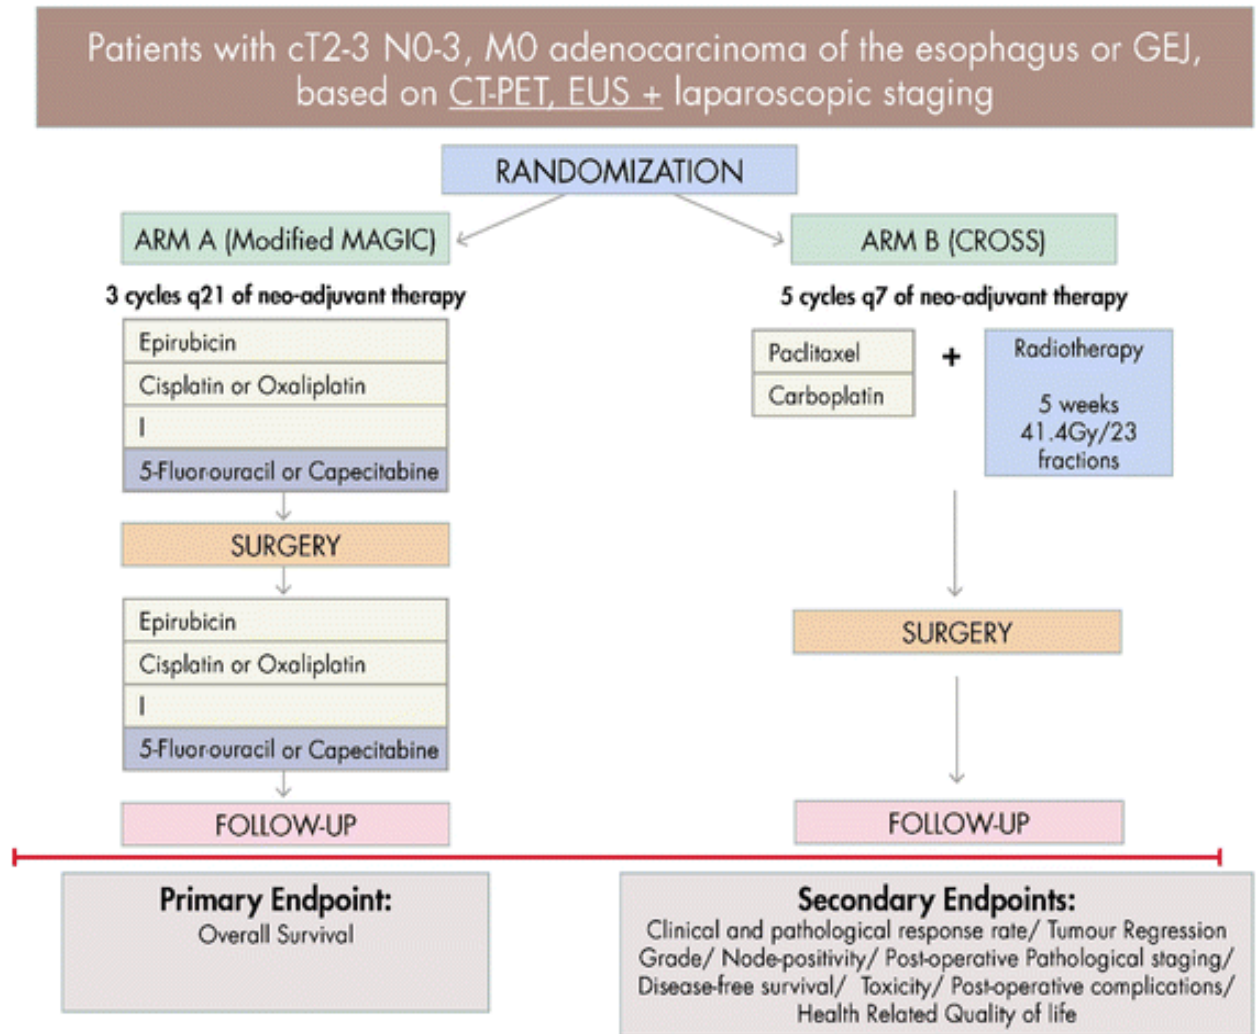 Patients with cT2-3 N0-3, M0 adenocarcinoma of the esophagus or GEJ,
based on CT-PET, EUS + laparoscopic staging
RANDOMIZATION
ARM A (Modified MAGIC)
3 cycles q21 of neo-adjuvant therapy
Epirubicin
Cisplatin or Oxaliplatin
I
5-Fluor·ouracil or Capecitabine
SURGERY
Epirubicin
Cisplatin or Oxaliplatin
I
5-Fluor·ouracil or Capecitabine
FOLLOW-UP
ARM B (CROSS)
5 cycles q7 of neo-adjuvant therapy
Paclitaxel
Carboplatin
+
Radiotherapy
5 weeks
41.4Gy/23
fractions
SURGERY
FOLLOW-UP
Primary Endpoint:
Overall Survival
Secondary Endpoints:
Clinical and pathological response rate/ Tumour Regression
Grade/ Node-positivity/ Post-operative Pathological staging/
Disease-free survival/ Toxicity/ Post-operative complications/
Health Related Quality of life